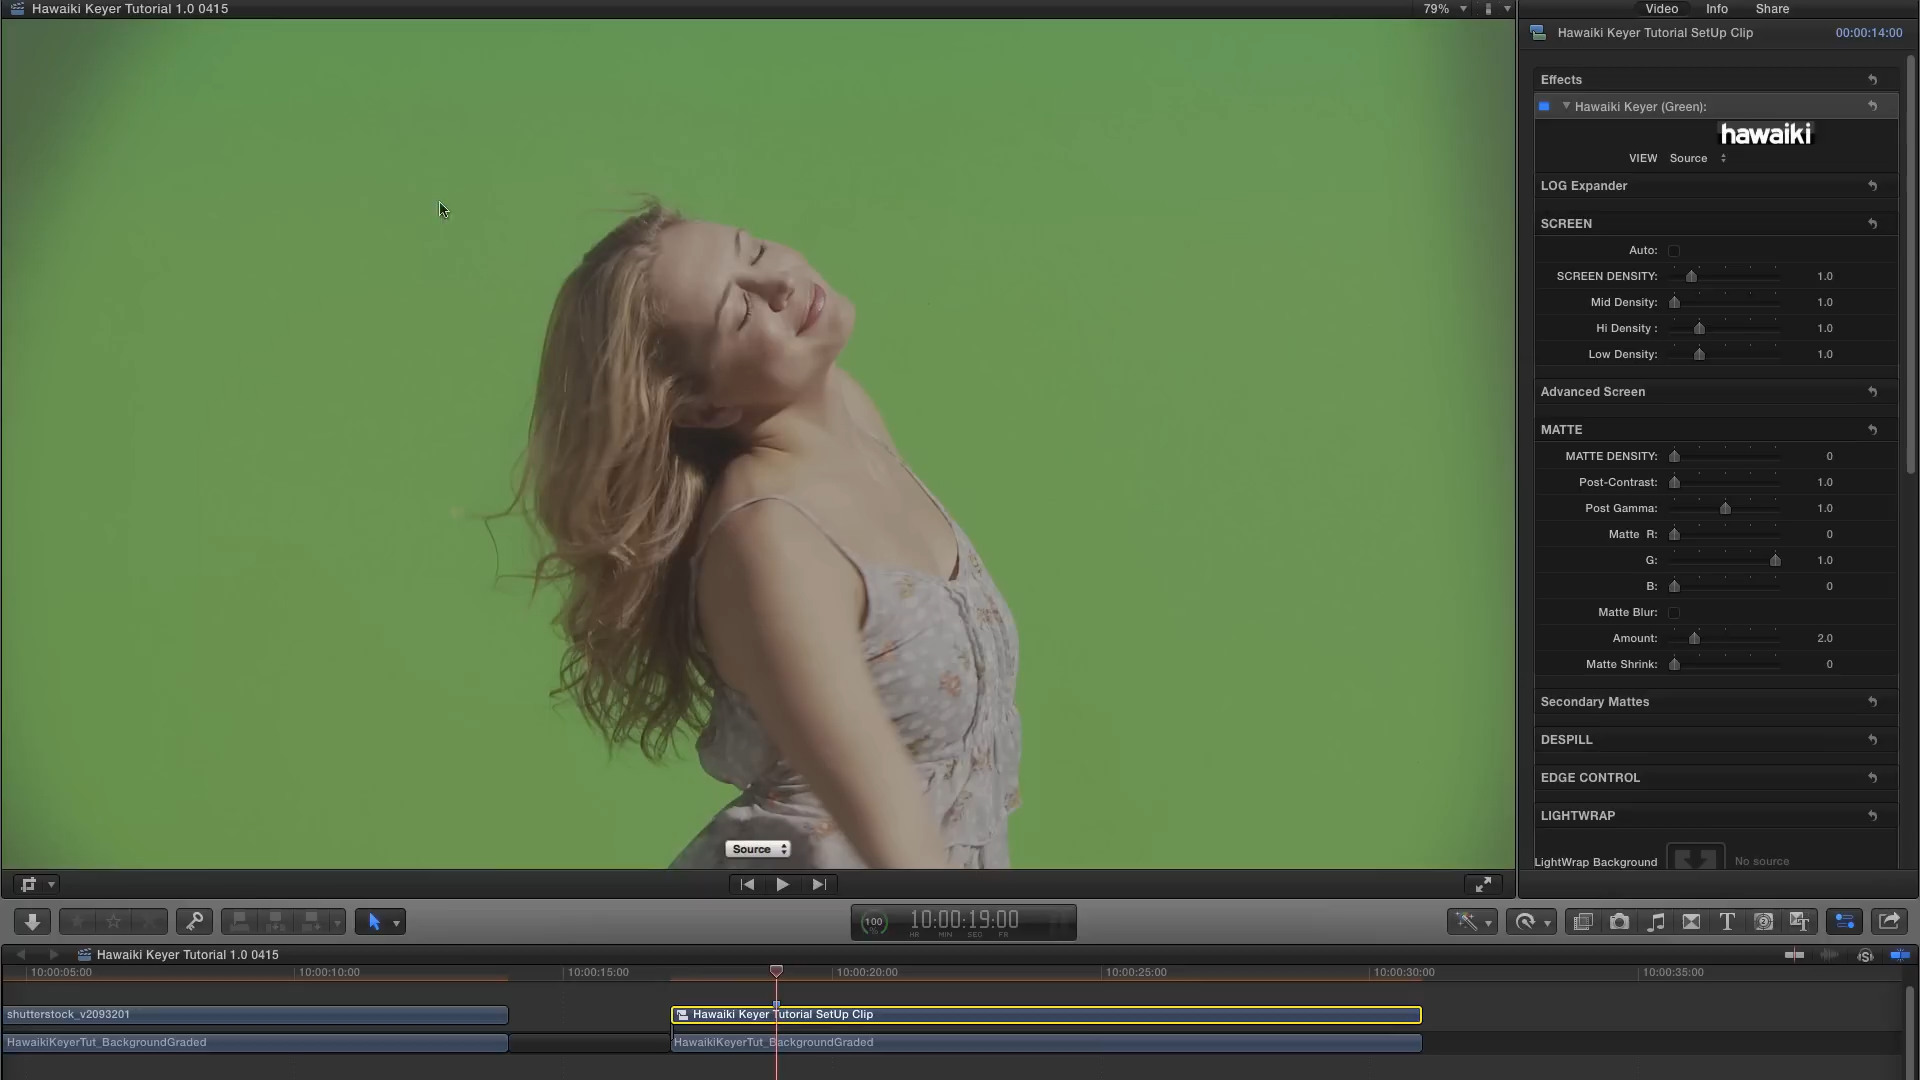 Hawaiki Keyer Tutorial 1.0 0415
79%
Video Info Share
Hawaiki Keyer Tutorial SetUp Clip 00:00:14:00
Effects
Hawaiki Keyer (Green):
hawaiki
VIEW Source
LOG Expander
SCREEN
Auto:
SCREEN DENSITY: 1.0
Mid Density: 1.0
Hi Density : 1.0
Low Density: 1.0
Advanced Screen
MATTE
MATTE DENSITY: 0
Post-Contrast: 1.0
Post Gamma: 1.0
Matte R: 0
G: 1.0
B: 0
Matte Blur:
Amount: 2.0
Matte Shrink: 0
Secondary Mattes
DESPILL
EDGE CONTROL
LIGHTWRAP
LightWrap Background No source
Source
100 % 10:00:19:00
HR MIN SEC FR
Hawaiki Keyer Tutorial 1.0 0415
10:00:05:00 10:00:10:00 10:00:15:00 10:00:20:00 10:00:25:00 10:00:30:00 10:00:35:00
shutterstock_v2093201 Hawaiki Keyer Tutorial SetUp Clip
HawaikiKeyerTut_BackgroundGraded HawaikiKeyerTut_BackgroundGraded